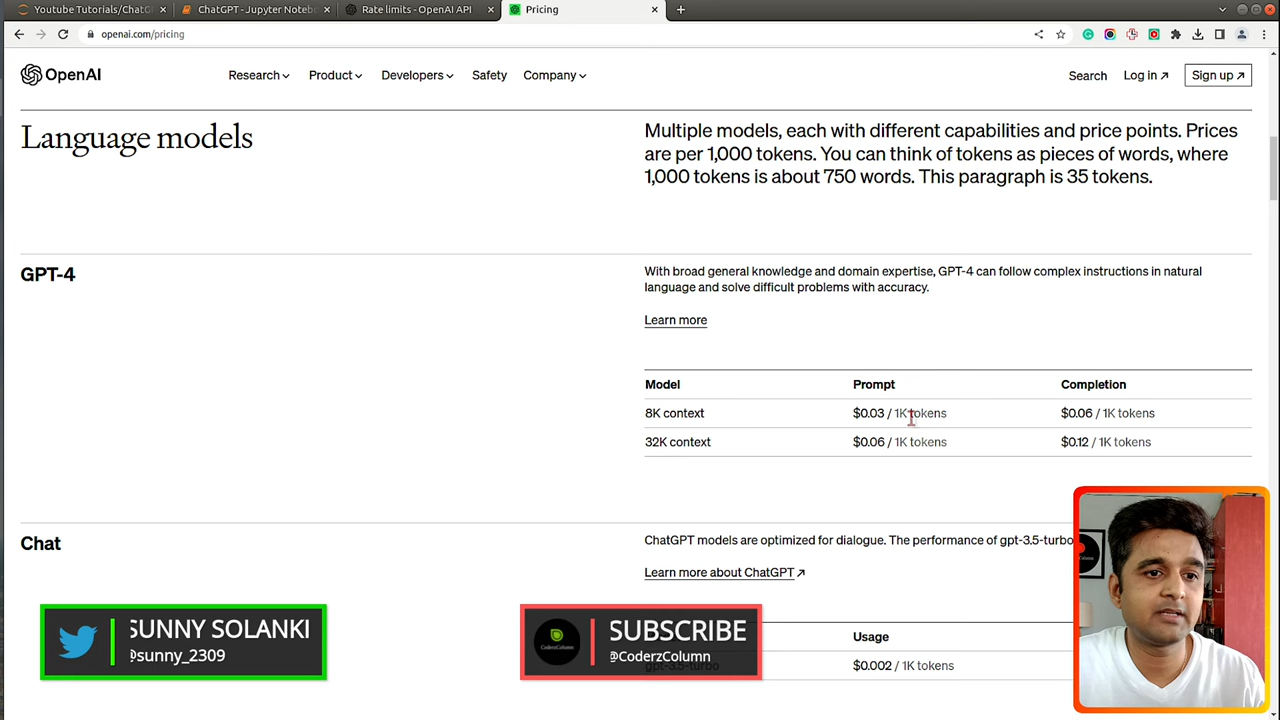 Youtube Tutorials/ChatG
ChatGPT - Jupyter Notebo
Rate limits - OpenAI API
Pricing
openai.com/pricing
OpenAI
Research
Product
Developers
Safety
Company
Search
Log in ↗
Sign up ↗
Language models
Multiple models, each with different capabilities and price points. Prices
are per 1,000 tokens. You can think of tokens as pieces of words, where
1,000 tokens is about 750 words. This paragraph is 35 tokens.
GPT-4
With broad general knowledge and domain expertise, GPT-4 can follow complex instructions in natural
language and solve difficult problems with accuracy.
Learn more
Model Prompt Completion
8K context $0.03 / 1K tokens $0.06 / 1K tokens
32K context $0.06 / 1K tokens $0.12 / 1K tokens
Chat
ChatGPT models are optimized for dialogue. The performance of gpt-3.5-turbo
Learn more about ChatGPT ↗
SUNNY SOLANKI
@sunny_2309
CoderzColumn
SUBSCRIBE
@CoderzColumn
Usage
gpt-3.5-turbo $0.002 / 1K tokens